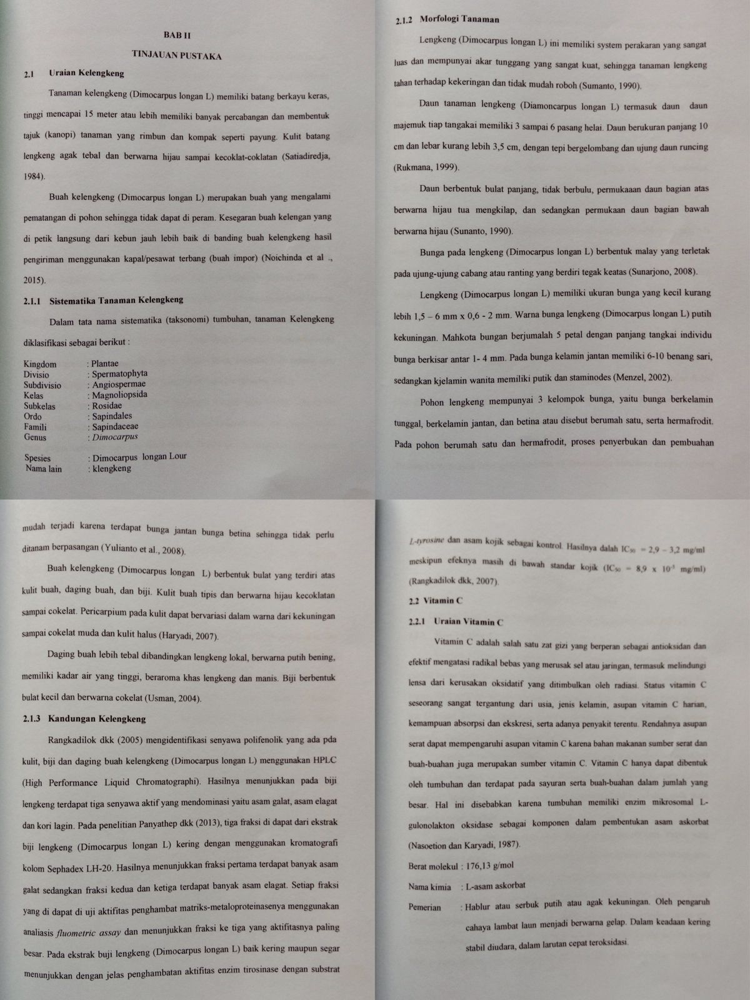 BAB II
TINJAUAN PUSTAKA
2.1 Uraian Kelengkeng
Tanaman kelengkeng (Dimocarpus longan L) memiliki batang berkayu keras,
tinggi mencapai 15 meter atau lebih memiliki banyak percabangan dan membentuk
tajuk (kanopi) tanaman yang rimbun dan kompak seperti payung. Kulit batang
lengkeng agak tebal dan berwarna hijau sampai kecoklat-coklatan (Satiadiredja,
1984).
Buah kelengkeng (Dimocarpus longan L) merupakan buah yang mengalami
pematangan di pohon sehingga tidak dapat di peram. Kesegaran buah kelengan yang
di petik langsung dari kebun jauh lebih baik di banding buah kelengkeng hasil
pengiriman menggunakan kapal/pesawat terbang (buah impor) (Noichinda et al .,
2015).
2.1.1 Sistematika Tanaman Kelengkeng
Dalam tata nama sistematika (taksonomi) tumbuhan, tanaman Kelengkeng
diklasifikasi sebagai berikut :
Kingdom : Plantae
Divisio : Spermatophyta
Subdivisio : Angiospermae
Kelas : Magnoliopsida
Subkelas : Rosidae
Ordo : Sapindales
Famili : Sapindaceae
Genus : Dimocarpus
Spesies : Dimocarpus longan Lour
Nama lain : klengkeng
2.1.2 Morfologi Tanaman
Lengkeng (Dimocarpus longan L) ini memiliki system perakaran yang sangat
luas dan mempunyai akar tunggang yang sangat kuat, sehingga tanaman lengkeng
tahan terhadap kekeringan dan tidak mudah roboh (Sumanto, 1990).
Daun tanaman lengkeng (Diamoncarpus longan L) termasuk daun daun
majemuk tiap tangakai memiliki 3 sampai 6 pasang helai. Daun berukuran panjang 10
cm dan lebar kurang lebih 3,5 cm, dengan tepi bergelombang dan ujung daun runcing
(Rukmana, 1999).
Daun berbentuk bulat panjang, tidak berbulu, permukaaan daun bagian atas
berwarna hijau tua mengkilap, dan sedangkan permukaan daun bagian bawah
berwarna hijau (Sunanto, 1990).
Bunga pada lengkeng (Dimocarpus longan L) berbentuk malay yang terletak
pada ujung-ujung cabang atau ranting yang berdiri tegak keatas (Sunarjono, 2008).
Lengkeng (Dimocarpus longan L) memiliki ukuran bunga yang kecil kurang
lebih 1,5 – 6 mm x 0,6 - 2 mm. Warna bunga lengkeng (Dimocarpus longan L) putih
kekuningan. Mahkota bungan berjumalah 5 petal dengan panjang tangkai individu
bunga berkisar antar 1- 4 mm. Pada bunga kelamin jantan memiliki 6-10 benang sari,
sedangkan kjelamin wanita memiliki putik dan staminodes (Menzel, 2002).
Pohon lengkeng mempunyai 3 kelompok bunga, yaitu bunga berkelamin
tunggal, berkelamin jantan, dan betina atau disebut berumah satu, serta hermafrodit.
Pada pohon berumah satu dan hermafrodit, proses penyerbukan dan pembuahan
mudah terjadi karena terdapat bunga jantan bunga betina sehingga tidak perlu
ditanam berpasangan (Yulianto et al., 2008).
Buah kelengkeng (Dimocarpus longan L) berbentuk bulat yang terdiri atas
kulit buah, daging buah, dan biji. Kulit buah tipis dan berwarna hijau kecoklatan
sampai cokelat. Pericarpium pada kulit dapat bervariasi dalam warna dari kekuningan
sampai cokelat muda dan kulit halus (Haryadi, 2007).
Daging buah lebih tebal dibandingkan lengkeng lokal, berwarna putih bening,
memiliki kadar air yang tinggi, beraroma khas lengkeng dan manis. Biji berbentuk
bulat kecil dan berwarna cokelat (Usman, 2004).
2.1.3 Kandungan Kelengkeng
Rangkadilok dkk (2005) mengidentifikasi senyawa polifenolik yang ada pda
kulit, biji dan daging buah kelengkeng (Dimocarpus longan L) menggunakan HPLC
(High Performance Liquid Chromatographi). Hasilnya menunjukkan pada biji
lengkeng terdapat tiga senyawa aktif yang mendominasi yaitu asam galat, asam elagat
dan kori lagin. Pada penelitian Panyathep dkk (2013), tiga fraksi di dapat dari ekstrak
biji lengkeng (Dimocarpus longan L) kering dengan menggunakan kromatografi
kolom Sephadex LH-20. Hasilnya menunjukkan fraksi pertama terdapat banyak asam
galat sedangkan fraksi kedua dan ketiga terdapat banyak asam elagat. Setiap fraksi
yang di dapat di uji aktifitas penghambat matriks-metaloproteinasenya menggunakan
analiasis fluometric assay dan menunjukkan fraksi ke tiga yang aktifitasnya paling
besar. Pada ekstrak buji lengkeng (Dimocarpus longan L) baik kering maupun segar
menunjukkan dengan jelas penghambatan aktifitas enzim tirosinase dengan substrat
L-tyrosine dan asam kojik sebagai kontrol. Hasilnya dalah IC₅₀ = 2,9 – 3,2 mg/ml
meskipun efeknya masih di bawah standar kojik (IC₅₀ = 8,9 x 10⁻³ mg/ml)
(Rangkadilok dkk, 2007).
2.2 Vitamin C
2.2.1 Uraian Vitamin C
Vitamin C adalah salah satu zat gizi yang berperan sebagai antioksidan dan
efektif mengatasi radikal bebas yang merusak sel atau jaringan, termasuk melindungi
lensa dari kerusakan oksidatif yang ditimbulkan oleh radiasi. Status vitamin C
seseorang sangat tergantung dari usia, jenis kelamin, asupan vitamin C harian,
kemampuan absorpsi dan ekskresi, serta adanya penyakit terentu. Rendahnya asupan
serat dapat mempengaruhi asupan vitamin C karena bahan makanan sumber serat dan
buah-buahan juga merupakan sumber vitamin C. Vitamin C hanya dapat dibentuk
oleh tumbuhan dan terdapat pada sayuran serta buah-buahan dalam jumlah yang
besar. Hal ini disebabkan karena tumbuhan memiliki enzim mikrosomal L-
gulonolakton oksidase sebagai komponen dalam pembentukan asam askorbat
(Nasoetion dan Karyadi, 1987).
Berat molekul : 176,13 g/mol
Nama kimia : L-asam askorbat
Pemerian : Hablur atau serbuk putih atau agak kekuningan. Oleh pengaruh
cahaya lambat laun menjadi berwarna gelap. Dalam keadaan kering
stabil diudara, dalam larutan cepat teroksidasi.